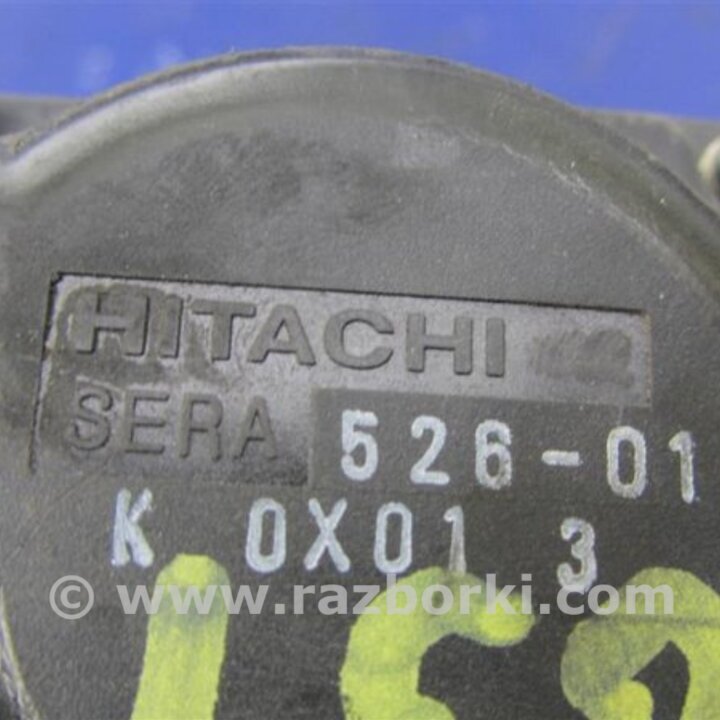 HITACHI
SERA 526-01
K 0X01 3
© www.razborki.com